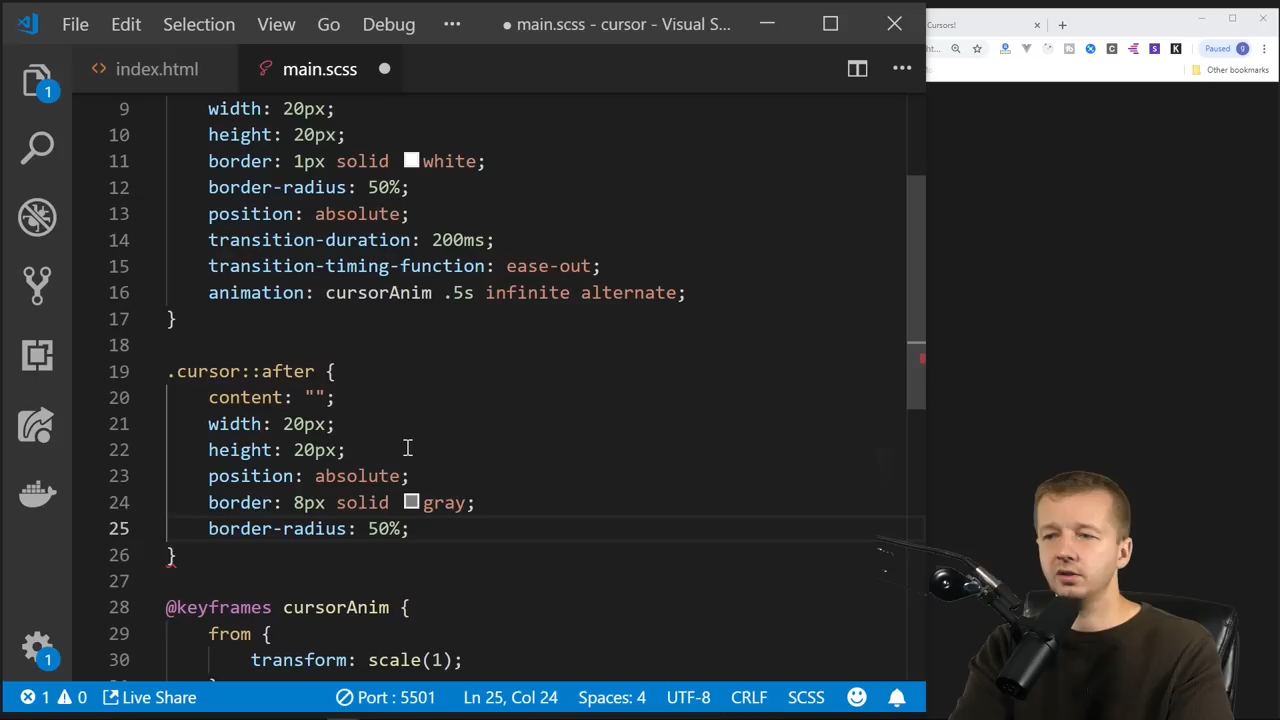 File Edit Selection View Go Debug ··· ● main.scss - cursor - Visual S...
Cursors!
index.html main.scss
ht... Paused g
Other bookmarks
1
9 width: 20px;
10 height: 20px;
11 border: 1px solid white;
12 border-radius: 50%;
13 position: absolute;
14 transition-duration: 200ms;
15 transition-timing-function: ease-out;
16 animation: cursorAnim .5s infinite alternate;
17 }
18
19 .cursor::after {
20 content: "";
21 width: 20px;
22 height: 20px;
23 position: absolute;
24 border: 8px solid gray;
25 border-radius: 50%;
26 }
27
28 @keyframes cursorAnim {
29 from {
30 transform: scale(1);
1
1 0 Live Share Port : 5501 Ln 25, Col 24 Spaces: 4 UTF-8 CRLF SCSS